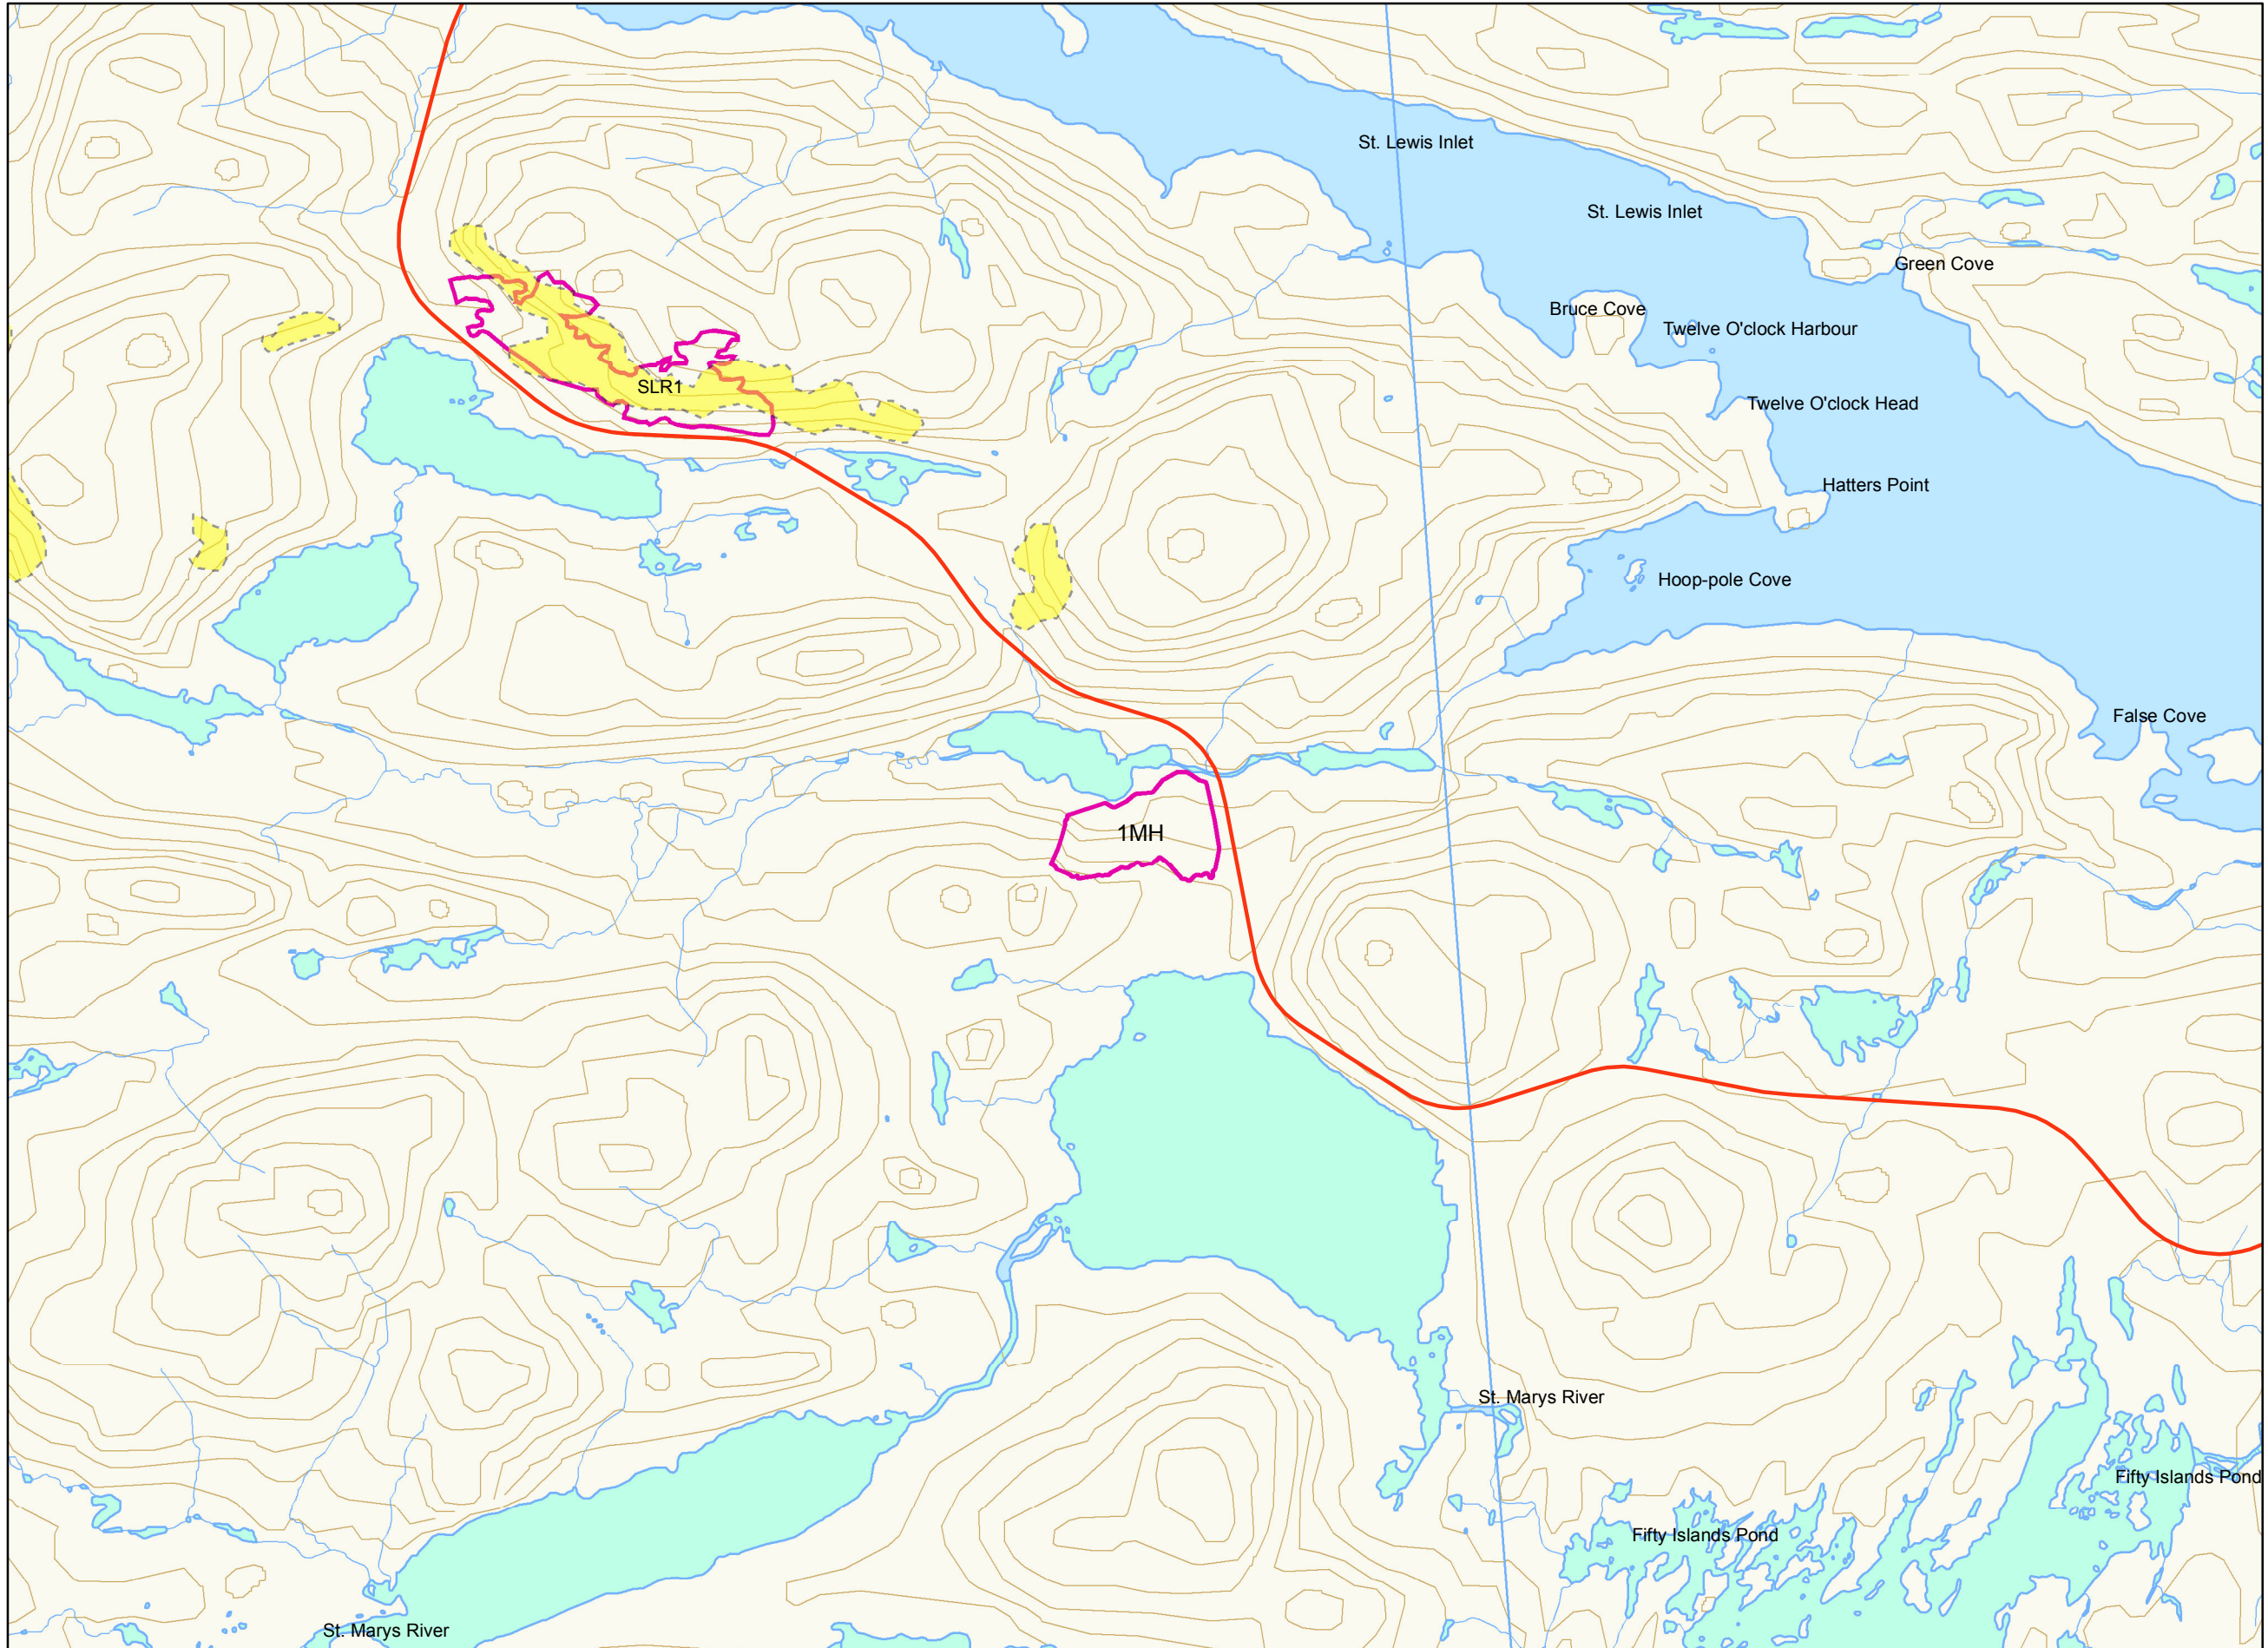 St. Lewis Inlet
St. Lewis Inlet
Green Cove
Bruce Cove
Twelve O'clock Harbour
SLR1
Twelve O'clock Head
Hatters Point
Hoop-pole Cove
False Cove
1MH
St. Marys River
Fifty Islands Pond
Fifty Islands Pond
St. Marys River